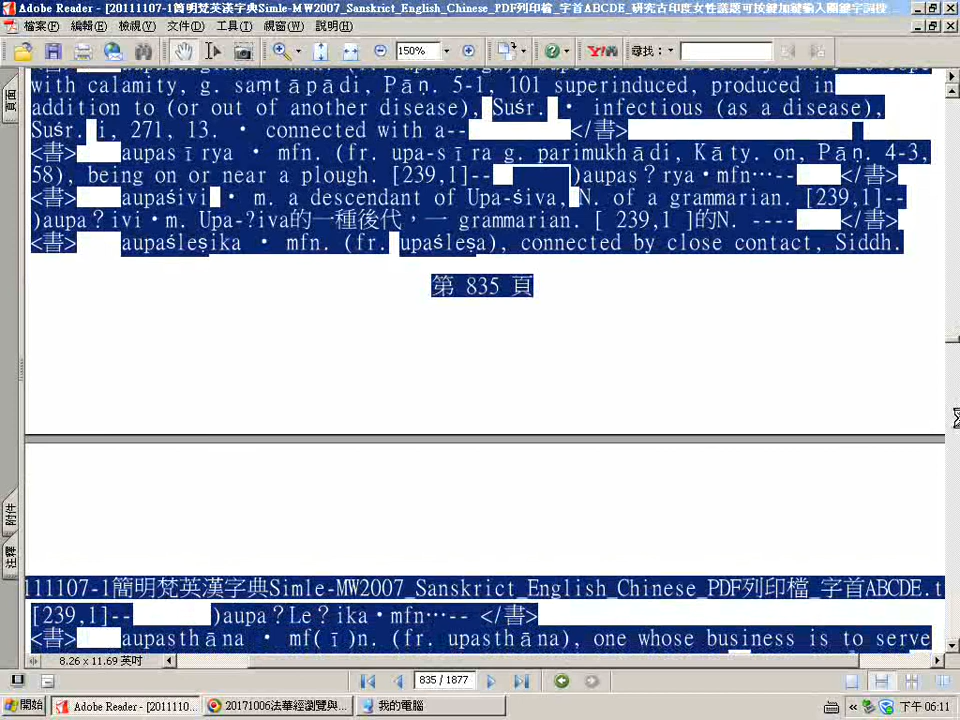 Adobe Reader - [20111107-1簡明梵英漢字典Simle-MW2007_Sanskrict_English_Chinese_PDF列印檔_字首ABCDE_研究古印度女性議題可按鍵加鍵輸入關鍵字詞搜
檔案(F) 編輯(E) 檢視(V) 文件(D) 工具(T) 視窗(W) 說明(H)
150% Y! 尋找：
頁面
with calamity, g. saṃtāpādi, Pāṇ. 5-1, 101 superinduced, produced in
addition to (or out of another disease), Suśr. • infectious (as a disease),
Suśr. i, 271, 13. • connected with a-- </書>
<書> aupasīrya • mfn. (fr. upa-sīra g. parimukhādi, Kāty. on, Pāṇ. 4-3,
58), being on or near a plough. [239,1]-- )aupas？rya•mfn…-- </書>
<書> aupaśivi • m. a descendant of Upa-śiva, N. of a grammarian. [239,1]--
)aupa？ivi•m. Upa-?iva的一種後代，一 grammarian. [ 239,1 ]的N. ---- </書>
<書> aupaśleṣika • mfn. (fr. upaśleṣa), connected by close contact, Siddh.
第 835 頁
附件
注釋
111107-1簡明梵英漢字典Simle-MW2007_Sanskrict_English_Chinese_PDF列印檔_字首ABCDE.t
[239,1]-- )aupa？Le？ika•mfn…-- </書>
<書> aupasthāna • mf(ī)n. (fr. upasthāna), one whose business is to serve
8.26 x 11.69 英吋
835 / 1877
開始 Adobe Reader - [2011110... 20171006法華經瀏覽與... 我的電腦 下午 06:11